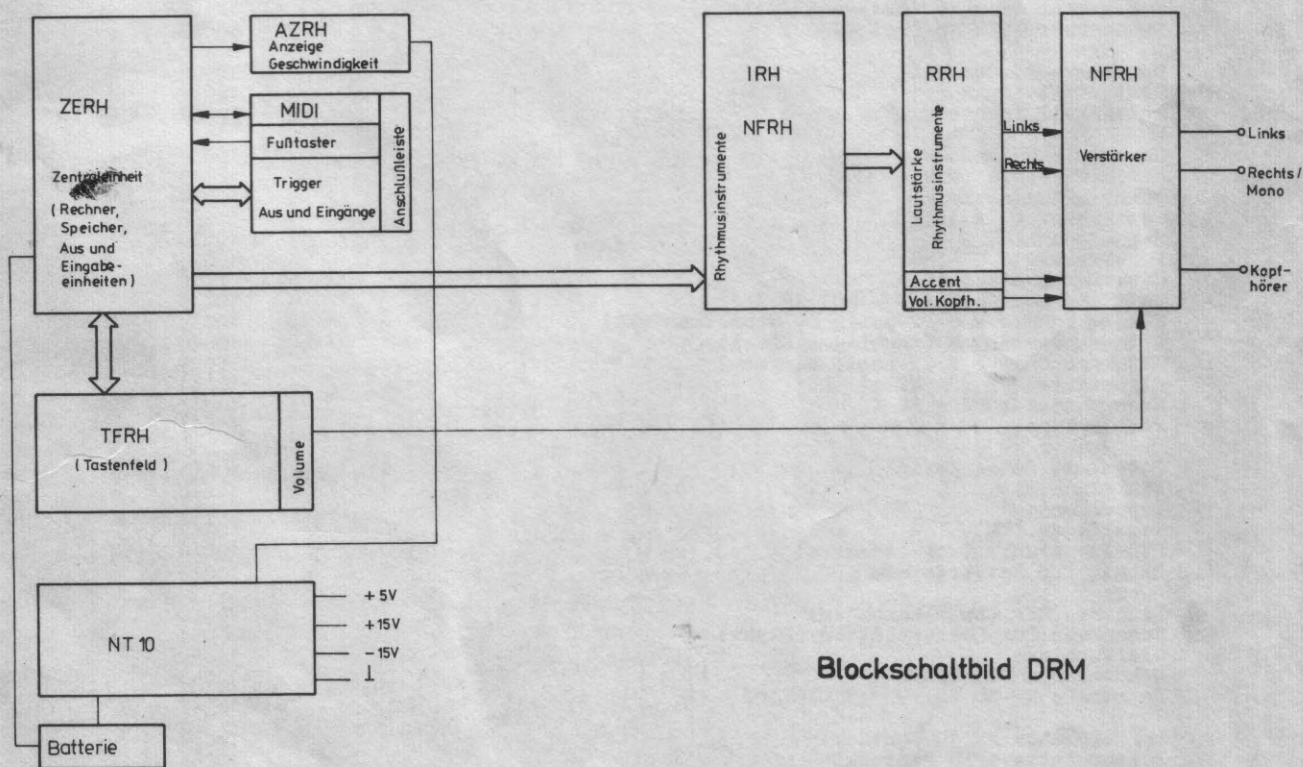 ZERH
Zentraleinheit
( Rechner,
Speicher,
Aus und
Eingabe-
einheiten )
AZRH
Anzeige
Geschwindigkeit
MIDI
Fußtaster
Trigger
Aus und Eingänge
Anschlußleiste
IRH
NFRH
Rhythmusinstrumente
RRH
Lautstärke
Rhythmusinstrumente
Accent
Vol. Kopfh.
Links
Rechts
NFRH
Verstärker
Links
Rechts /
Mono
Kopf-
hörer
TFRH
( Tastenfeld )
Volume
NT 10
+ 5V
+ 15V
- 15V
⊥
Batterie
Blockschaltbild DRM